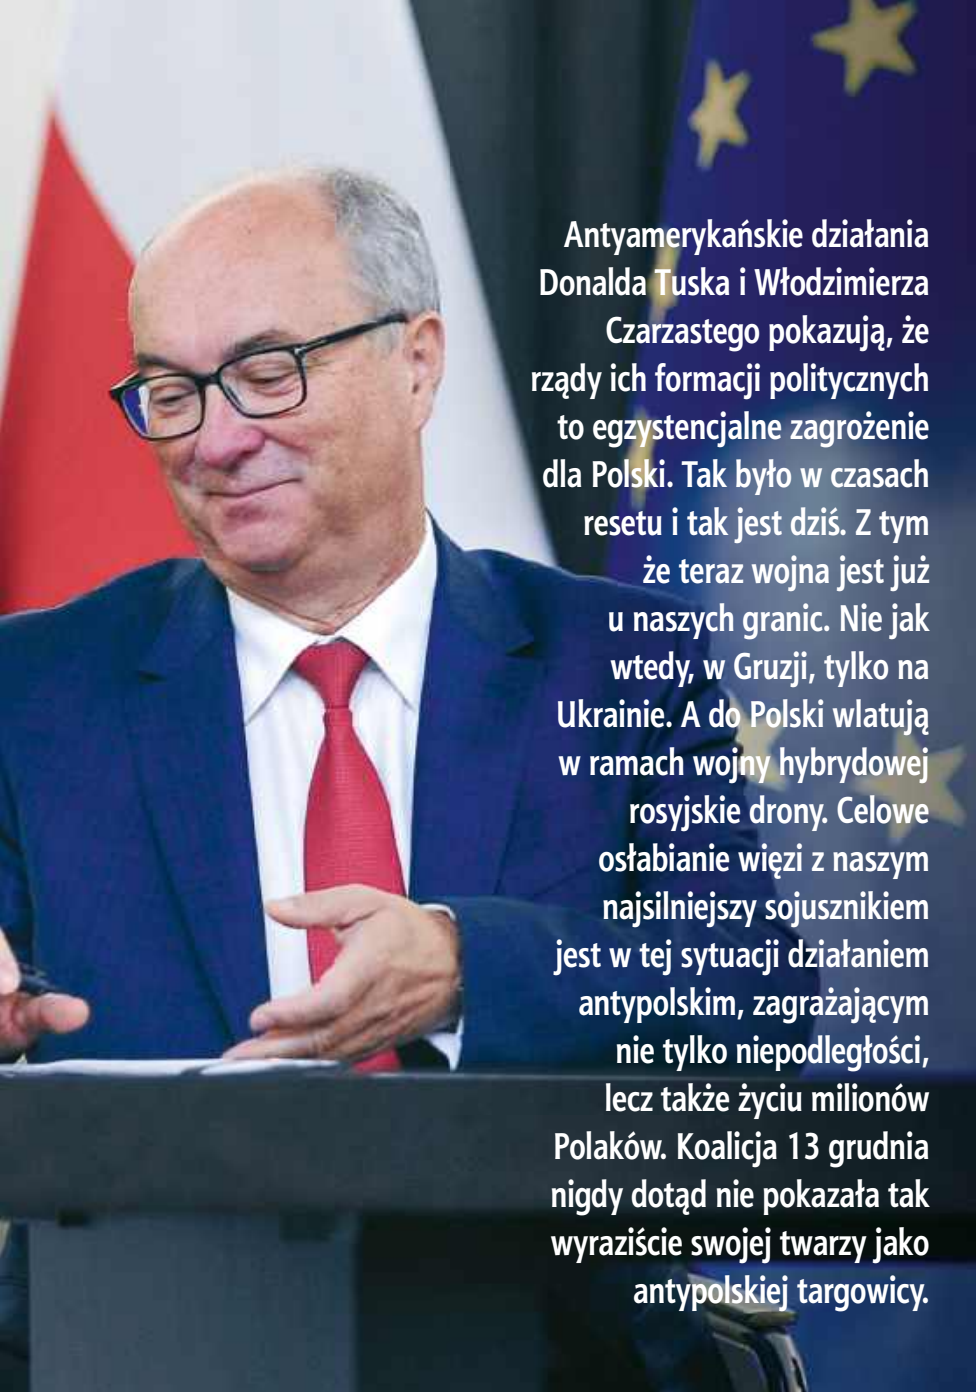 Antyamerykańskie działania
Donalda Tuska i Włodzimierza
Czarzastego pokazują, że
rządy ich formacji politycznych
to egzystencjalne zagrożenie
dla Polski. Tak było w czasach
resetu i tak jest dziś. Z tym
że teraz wojna jest już
u naszych granic. Nie jak
wtedy, w Gruzji, tylko na
Ukrainie. A do Polski wlatują
w ramach wojny hybrydowej
rosyjskie drony. Celowe
osłabianie więzi z naszym
najsilniejszy sojusznikiem
jest w tej sytuacji działaniem
antypolskim, zagrażającym
nie tylko niepodległości,
lecz także życiu milionów
Polaków. Koalicja 13 grudnia
nigdy dotąd nie pokazała tak
wyraziście swojej twarzy jako
antypolskiej targowicy.